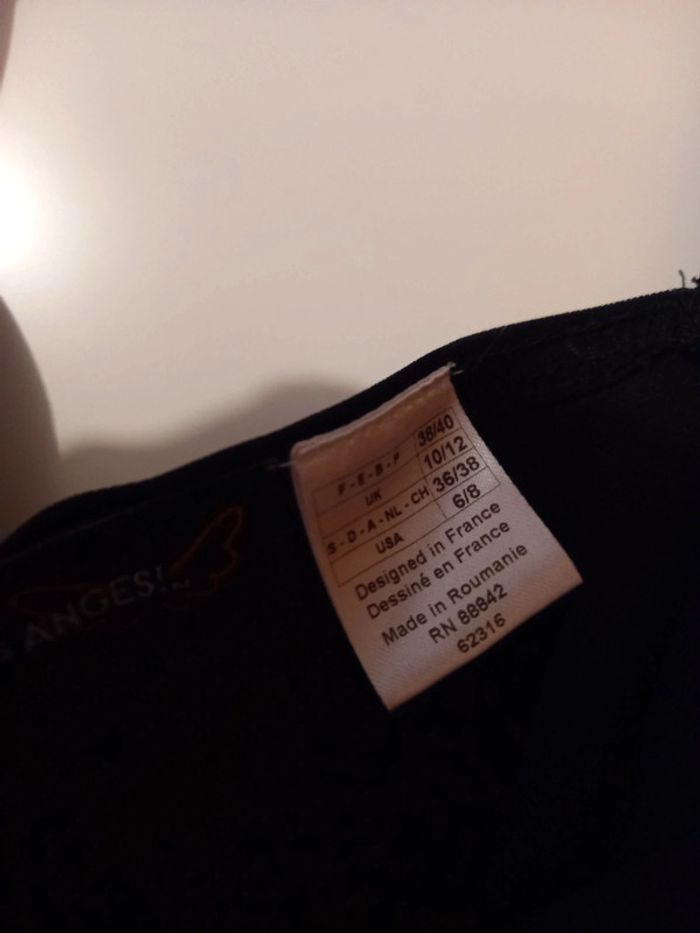 F - E - B - P 38/40
UK 10/12
S - D - A - NL - CH 36/38
USA 6/8
Designed in France
Dessiné en France
Made in Roumanie
RN 88842
62316
ANGES!